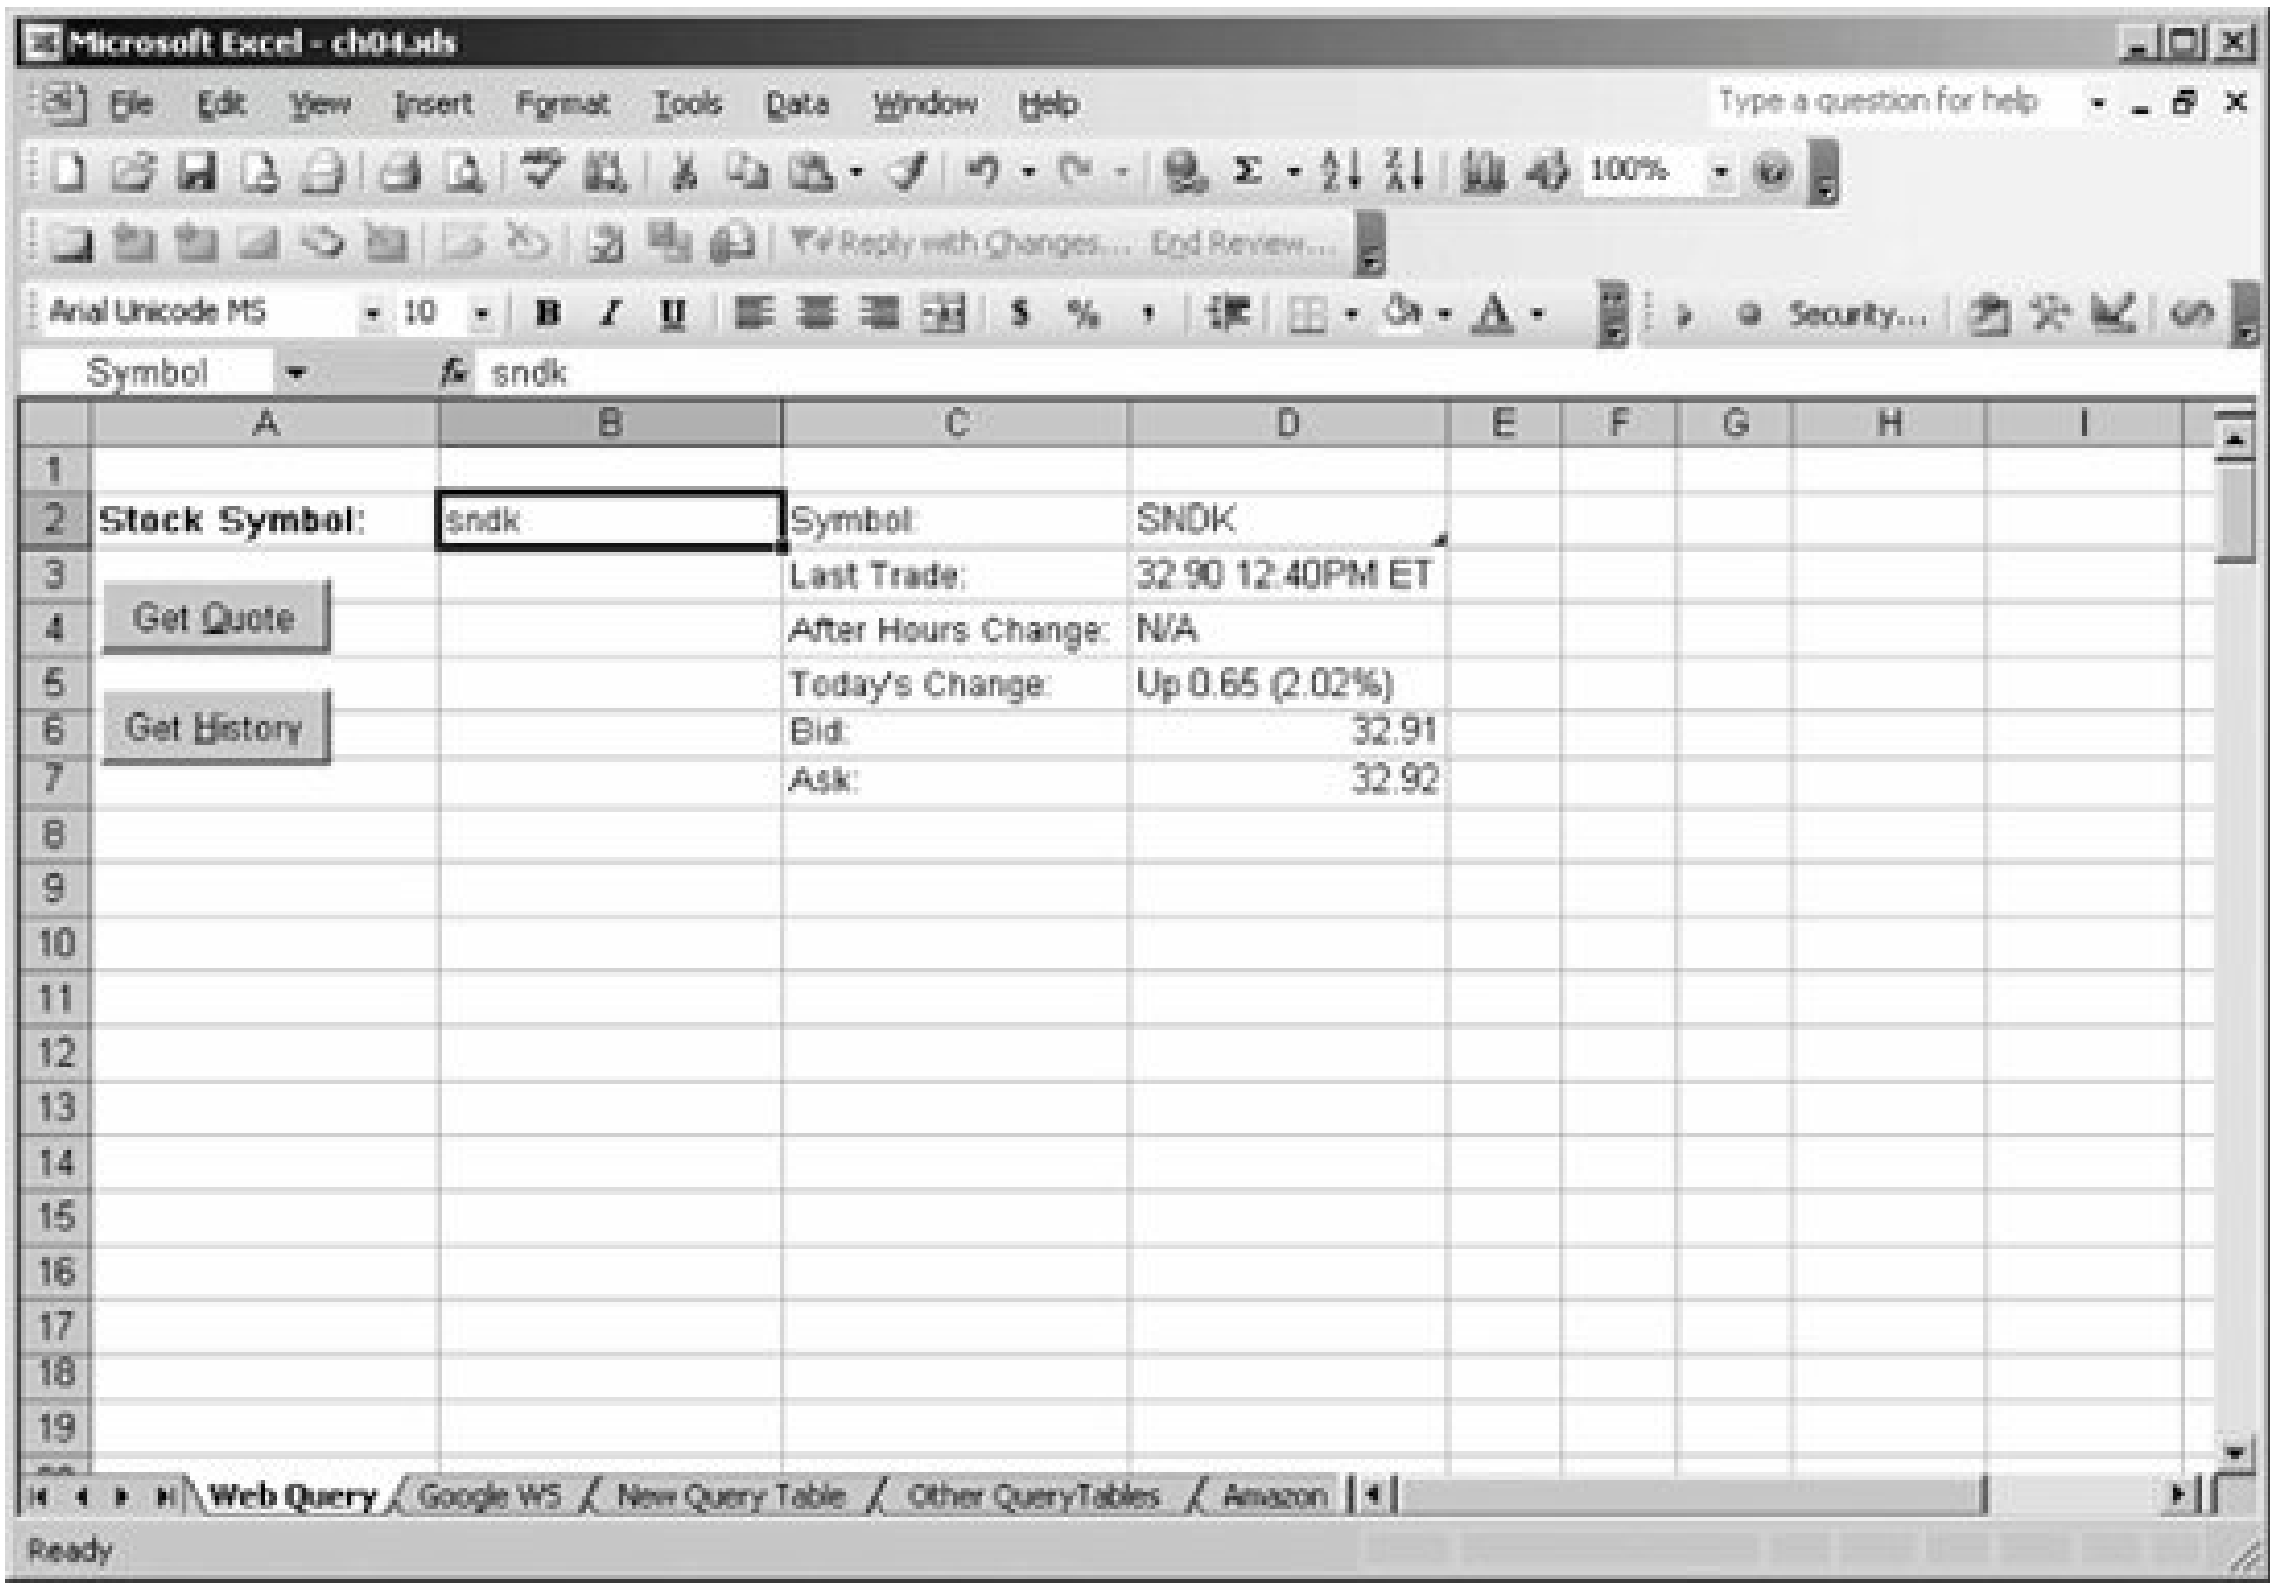 Microsoft Excel - ch04.xls
File Edit View Insert Format Tools Data Window Help Type a question for help
Σ 100%
Reply with Changes... End Review...
Arial Unicode MS 10 B I U $ % , A Security...
Symbol fx sndk
A B C D E F G H I
1
2 Stock Symbol: sndk Symbol: SNDK
3 Last Trade: 32.90 12:40PM ET
Get Quote
4 After Hours Change: N/A
5 Today's Change: Up 0.65 (2.02%)
6 Get History Bid: 32.91
7 Ask: 32.92
8
9
10
11
12
13
14
15
16
17
18
19
Web Query Google WS New Query Table Other QueryTables Amazon
Ready